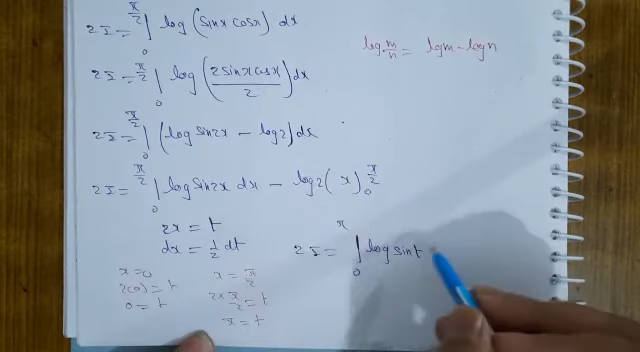 2I = ∫₀^{π/2} log(sinx cosx) dx
log m/n = logm - logn
2I = ∫₀^{π/2} log(2sinx cosx/2) dx
2I = ∫₀^{π/2} (log sin2x - log2) dx
2I = ∫₀^{π/2} log sin2x dx - log2 (x)₀^{π/2}
2x = t
dx = 1/2 dt
2I = ∫₀^{π} log sint
x=0
2(0) = t
0 = t
x = π/2
2x π/2 = t
π = t